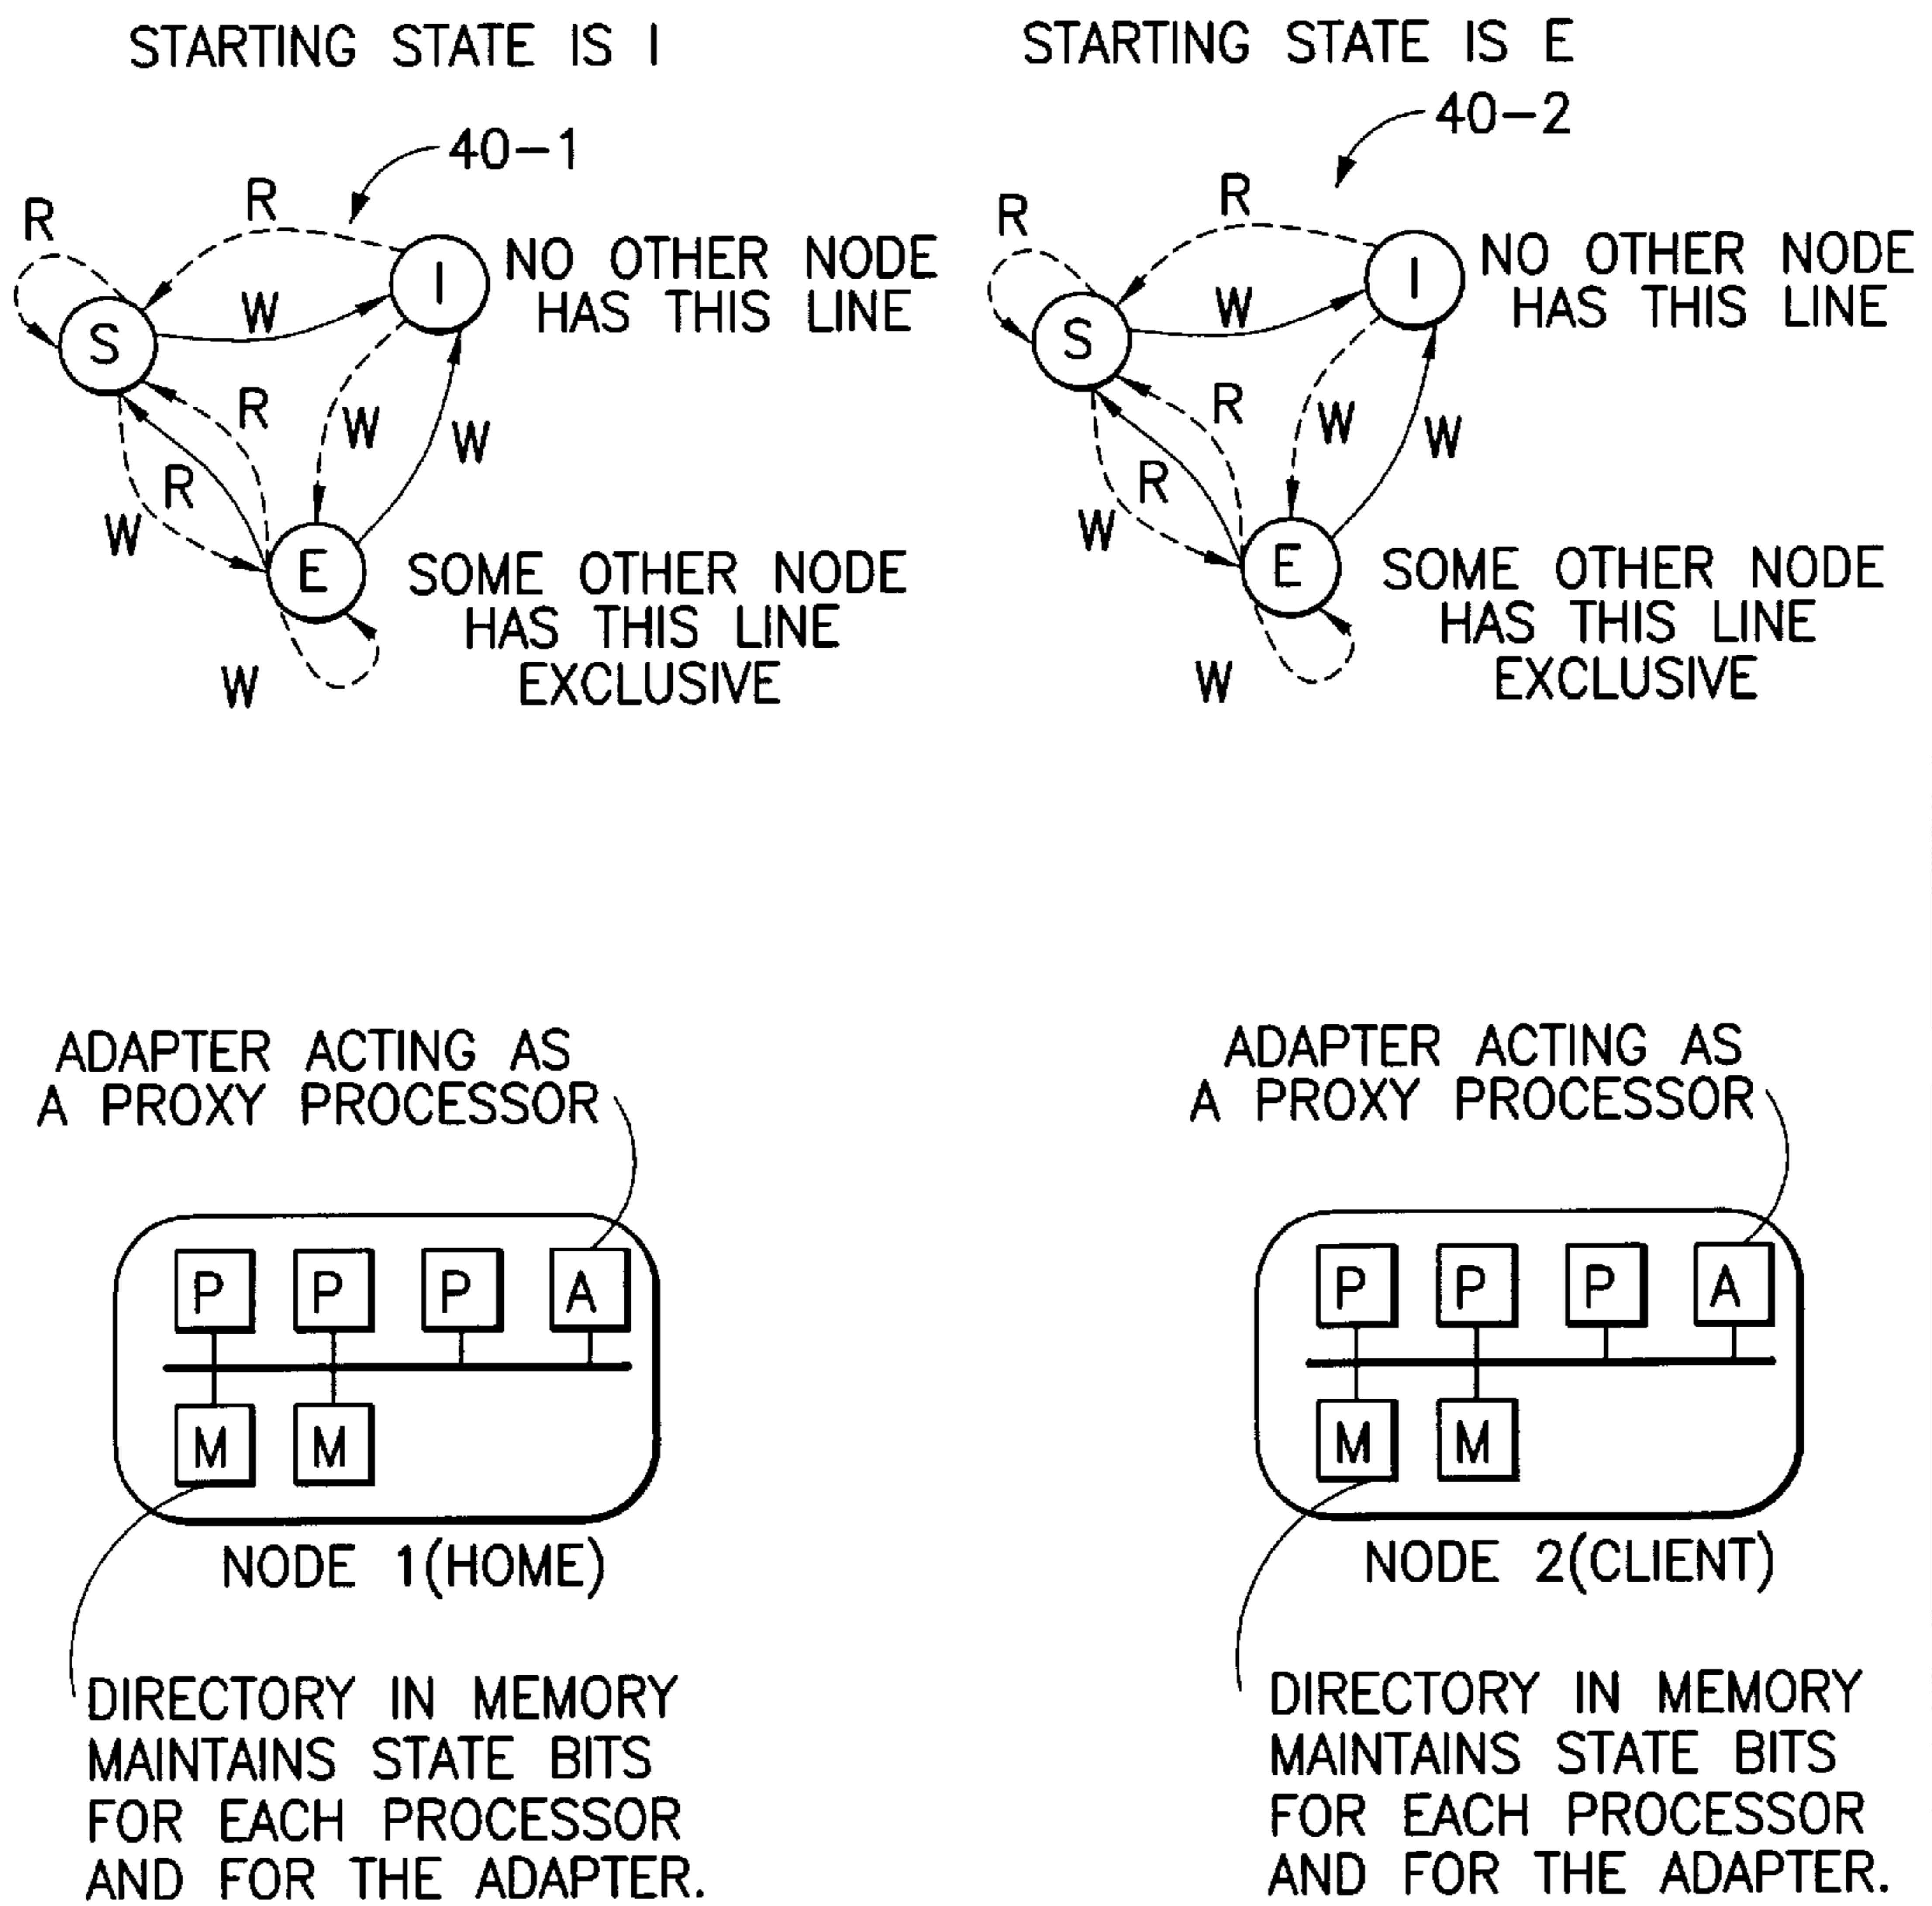 STARTING STATE IS I
40-1
R
R
I
NO OTHER NODE
HAS THIS LINE
S
W
R
W
W
R
W
E
SOME OTHER NODE
HAS THIS LINE
EXCLUSIVE
W
STARTING STATE IS E
40-2
R
R
I
NO OTHER NODE
HAS THIS LINE
S
W
R
W
W
R
W
E
SOME OTHER NODE
HAS THIS LINE
EXCLUSIVE
W
ADAPTER ACTING AS
A PROXY PROCESSOR
P P P A
M M
NODE 1(HOME)
DIRECTORY IN MEMORY
MAINTAINS STATE BITS
FOR EACH PROCESSOR
AND FOR THE ADAPTER.
ADAPTER ACTING AS
A PROXY PROCESSOR
P P P A
M M
NODE 2(CLIENT)
DIRECTORY IN MEMORY
MAINTAINS STATE BITS
FOR EACH PROCESSOR
AND FOR THE ADAPTER.